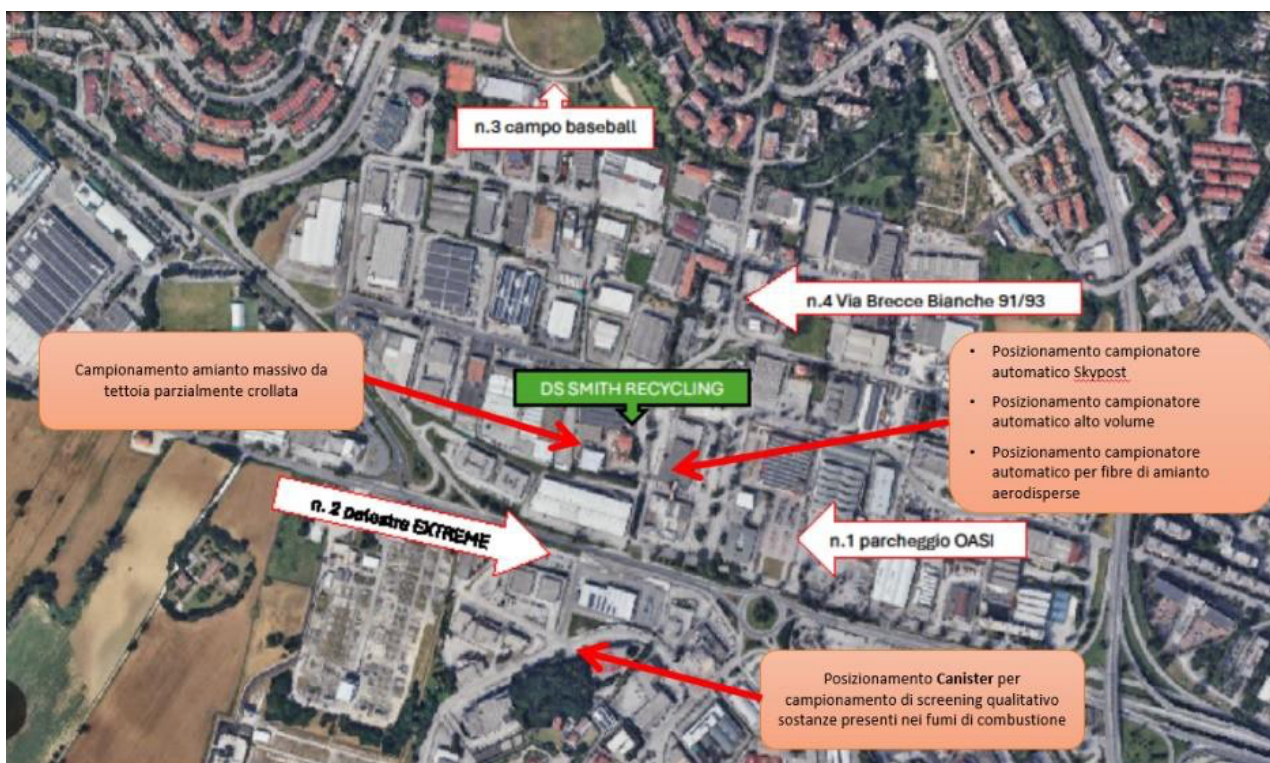 n.3 campo baseball
n.4 Via Brecce Bianche 91/93
Campionamento amianto massivo da
tettoia parzialmente crollata
DS SMITH RECYCLING
• Posizionamento campionatore
automatico Skypost
• Posizionamento campionatore
automatico alto volume
• Posizionamento campionatore
automatico per fibre di amianto
aerodisperse
n. 2 palestre EXTREME
n.1 parcheggio OASI
Posizionamento Canister per
campionamento di screening qualitativo
sostanze presenti nei fumi di combustione